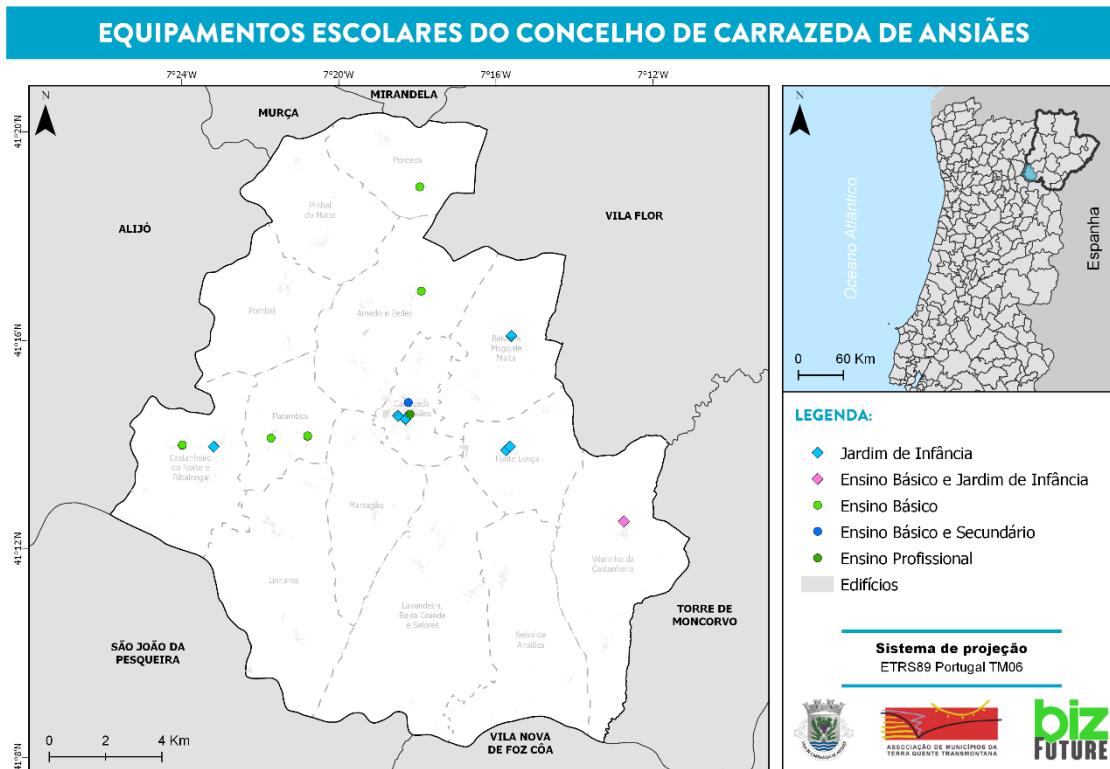 EQUIPAMENTOS ESCOLARES DO CONCELHO DE CARRAZEDA DE ANSIÃES
7°24'W
7°20'W
7°16'W
7°12'W
41°20'N
41°16'N
41°12'N
41°8'N
N
MIRANDELA
MURÇA
ALIJÓ
VILA FLOR
Pereiros
Pinhal
do Norte
Pombal
Amedo e Zedes
Mogo de
Malta
Parambos
Castanheiro
do Norte e
Ribalonga
Fonte Longa
Marzagão
Vilarinho da
Castanheira
Linhares
Lavandeira,
Beira Grande
e Selores
Seixo de
Ansiães
SÃO JOÃO DA
PESQUEIRA
TORRE DE
MONCORVO
VILA NOVA
DE FOZ CÔA
0 2 4 Km
N
Oceano Atlântico
Espanha
0 60 Km
LEGENDA:
Jardim de Infância
Ensino Básico e Jardim de Infância
Ensino Básico
Ensino Básico e Secundário
Ensino Profissional
Edifícios
Sistema de projeção
ETRS89 Portugal TM06
VILA DE CARRAZEDA DE ANSIÃES
ASSOCIAÇÃO DE MUNICÍPIOS DA
TERRA QUENTE TRANSMONTANA
biz
FUTURE